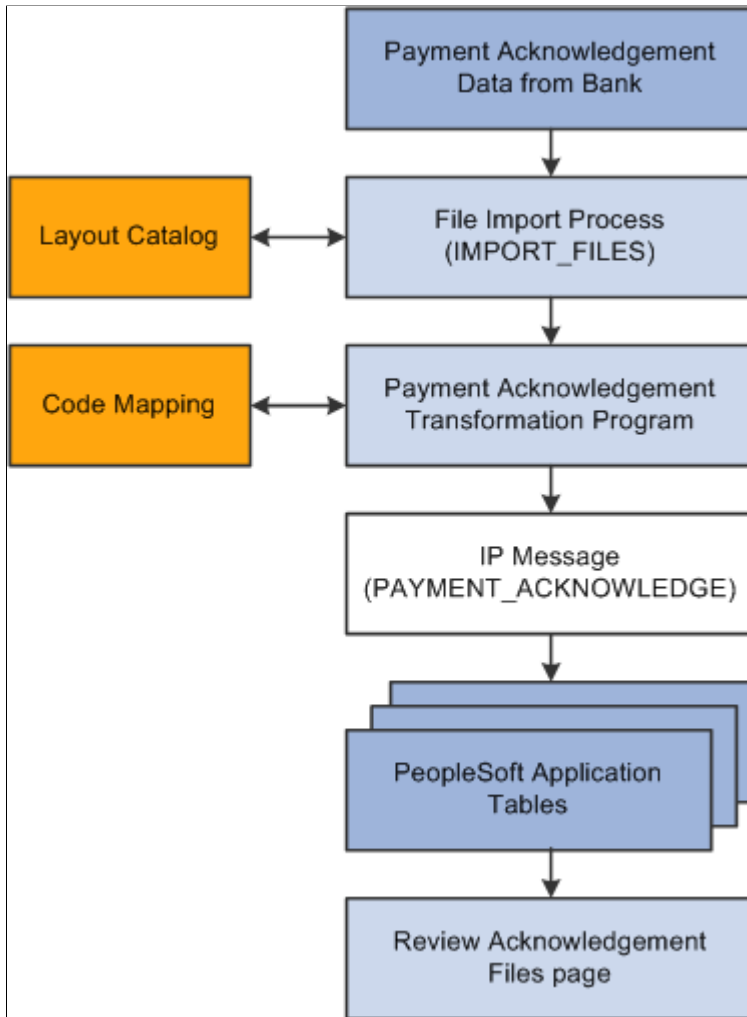 Payment Acknowledgement
Data from Bank
Layout Catalog
File Import Process
(IMPORT_FILES)
Code Mapping
Payment Acknowledgement
Transformation Program
IP Message
(PAYMENT_ACKNOWLEDGE)
PeopleSoft Application
Tables
Review Acknowledgement
Files page